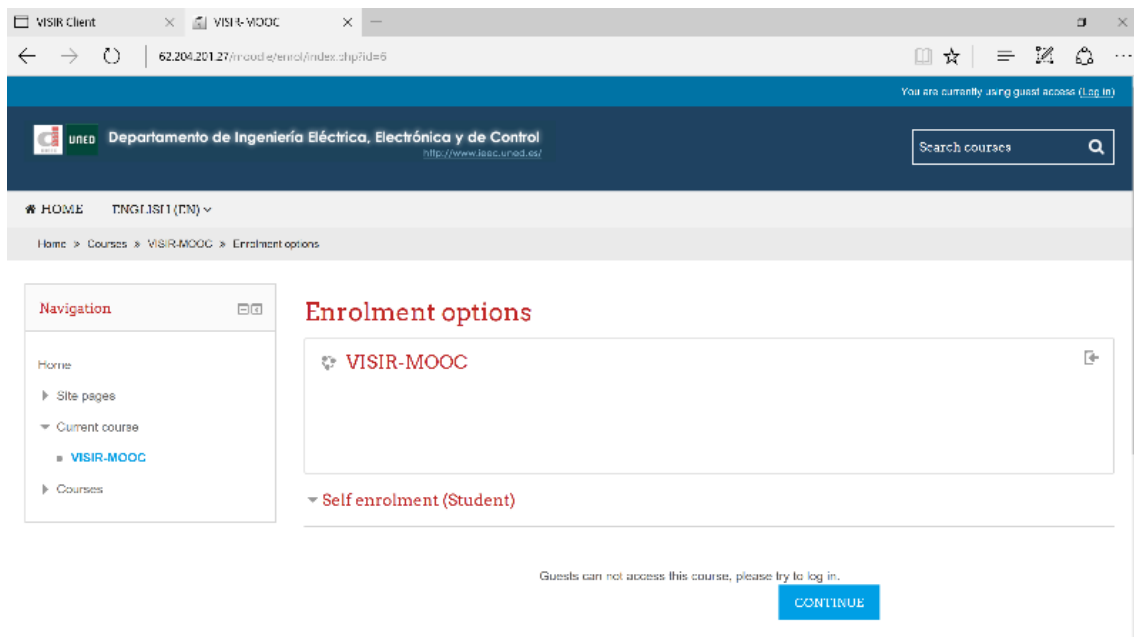 VISIR Client
VISIR-MOOC
62.204.201.27/moodle/enrol/index.php?id=6
You are currently using guest access (Log in)
UNED
Departamento de Ingeniería Eléctrica, Electrónica y de Control
http://www.ieec.uned.es/
Search courses
HOME ENGLISH (EN)
Home » Courses » VISIR-MOOC » Enrolment options
Navigation
Enrolment options
VISIR-MOOC
Home
Site pages
Current course
VISIR-MOOC
Courses
Self enrolment (Student)
Guests can not access this course, please try to log in.
CONTINUE